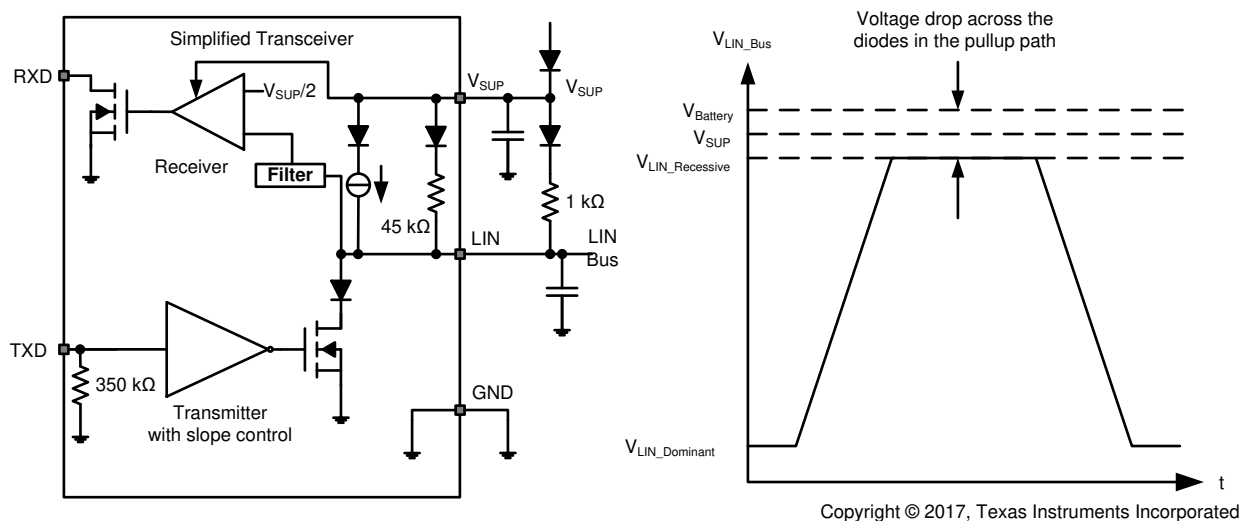 Simplified Transceiver
RXD
V_SUP/2
V_SUP
V_SUP
Receiver
Filter
45 kΩ
1 kΩ
LIN
LIN
Bus
TXD
350 kΩ
Transmitter
with slope control
GND
Voltage drop across the
diodes in the pullup path
V_LIN_Bus
V_Battery
V_SUP
V_LIN_Recessive
V_LIN_Dominant
t
Copyright © 2017, Texas Instruments Incorporated